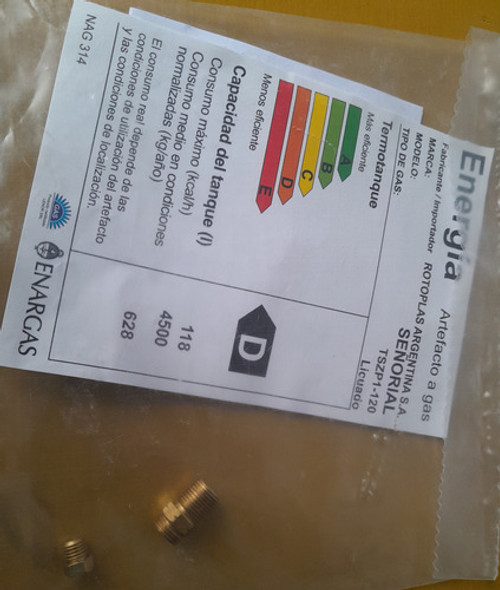 Energía Artefacto a gas
Fabricante / Importador ROTOPLAS ARGENTINA S.A.
MARCA: SEÑORIAL
MODELO: TSZP1-120
TIPO DE GAS: Licuado
Termotanque
Más eficiente
A
B
C
D
E
Menos eficiente
D
Capacidad del tanque (l) 118
Consumo máximo (kcal/h) 4500
Consumo medio en condiciones
normalizadas (kg/año) 628
El consumo real depende de las
condiciones de utilización del artefacto
y las condiciones de localización.
NAG 314
ENARGAS